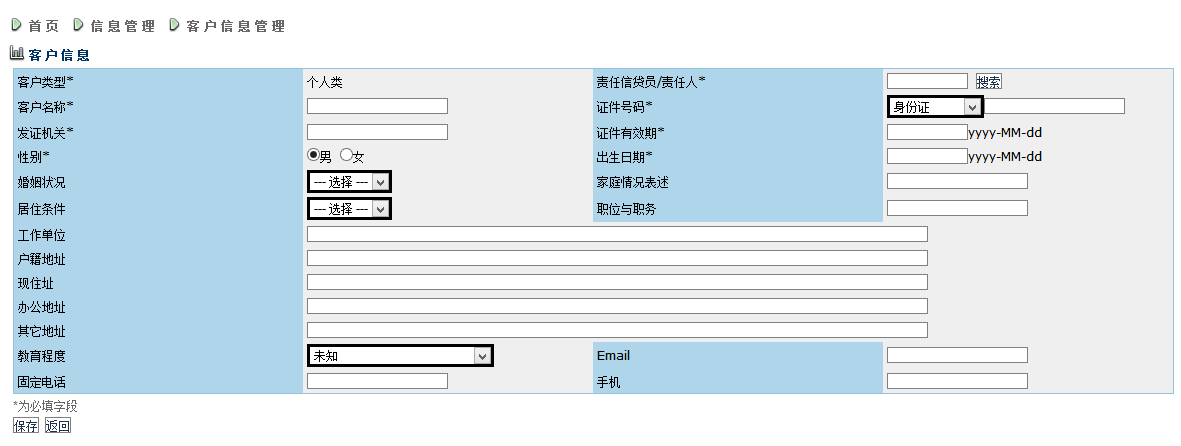 首页 信息管理 客户信息管理
客户信息
客户类型* 个人类 责任信贷员/责任人* 搜索
客户名称* 证件号码* 身份证
发证机关* 证件有效期* yyyy-MM-dd
性别* 男 女 出生日期* yyyy-MM-dd
婚姻状况 --- 选择 --- 家庭情况表述
居住条件 --- 选择 --- 职位与职务
工作单位
户籍地址
现住址
办公地址
其它地址
教育程度 未知 Email
固定电话 手机
*为必填字段
保存 返回